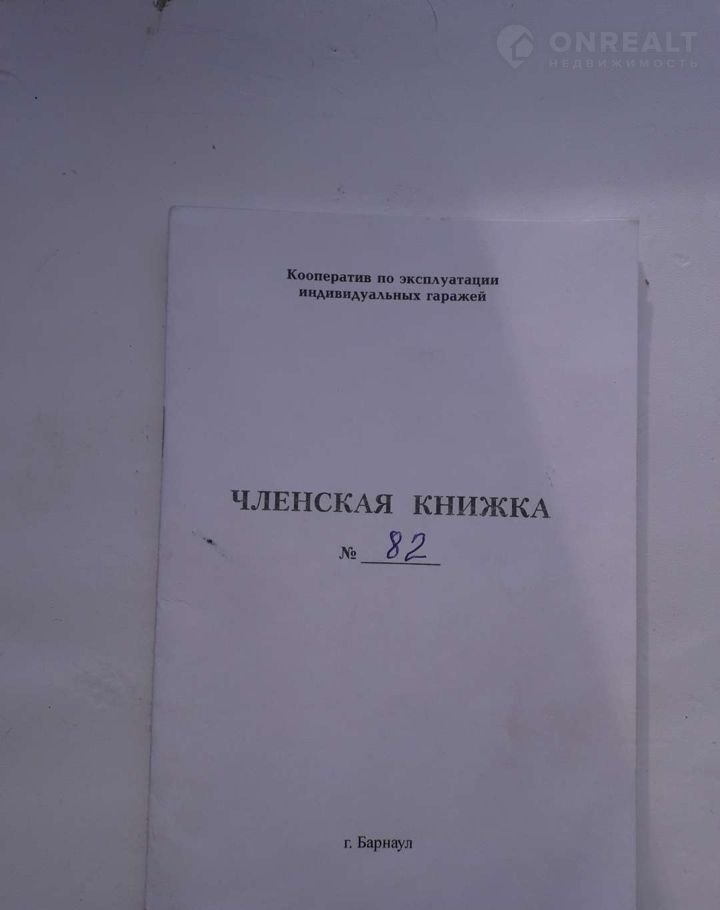 ONREALT
НЕДВИЖИМОСТЬ
Кооператив по эксплуатации
индивидуальных гаражей
ЧЛЕНСКАЯ КНИЖКА
№ 82
г. Барнаул